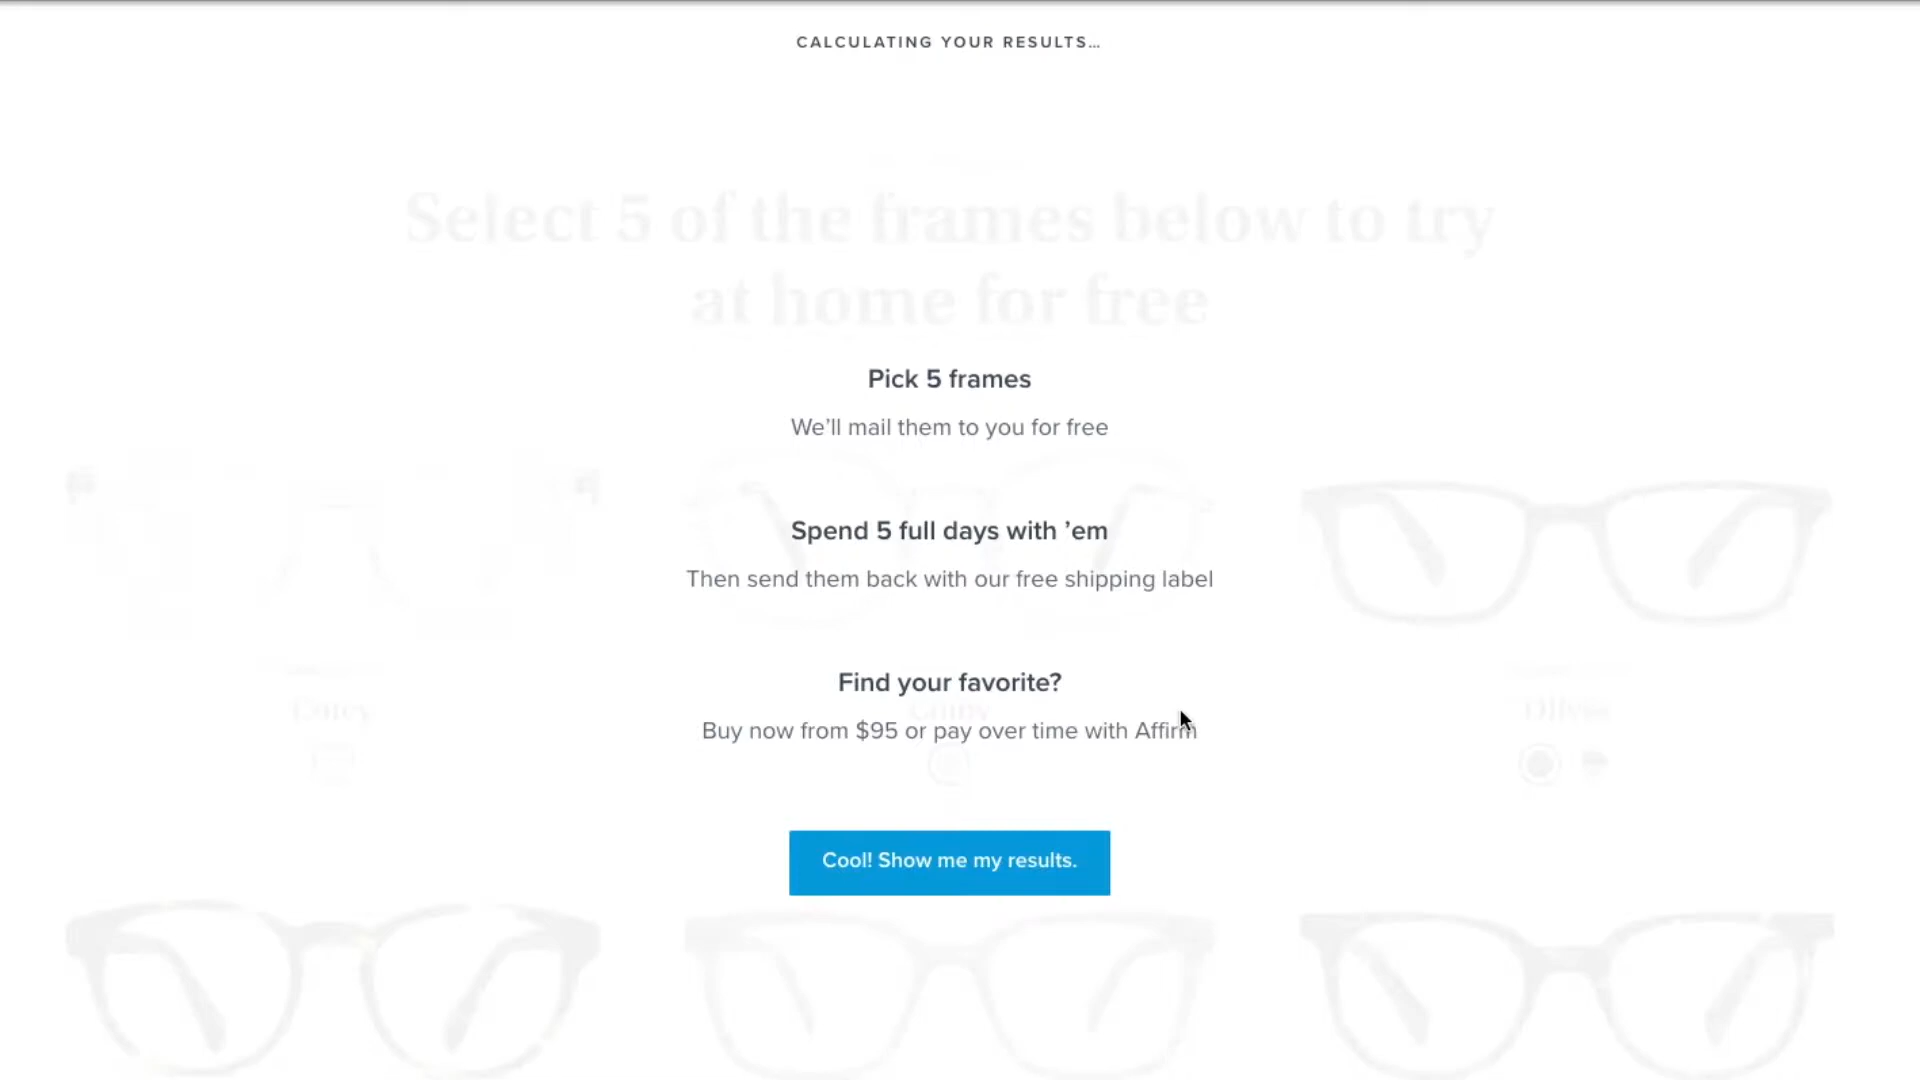 CALCULATING YOUR RESULTS…
Select 5 of the frames below to try
at home for free
Pick 5 frames
We’ll mail them to you for free
Spend 5 full days with ’em
Then send them back with our free shipping label
Find your favorite?
Buy now from $95 or pay over time with Affirm
Cool! Show me my results.